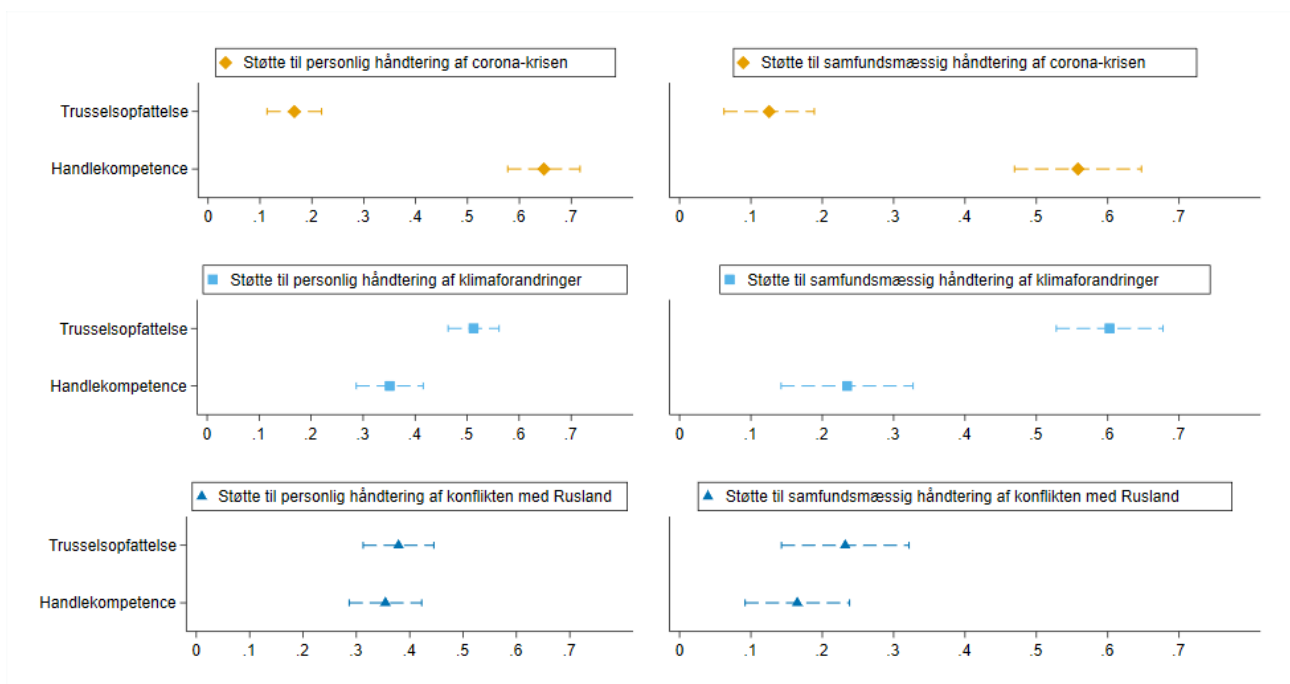 Støtte til personlig håndtering af corona-krisen
Trusselsopfattelse
Handlekompetence
0 .1 .2 .3 .4 .5 .6 .7
Støtte til samfundsmæssig håndtering af corona-krisen
0 .1 .2 .3 .4 .5 .6 .7
Støtte til personlig håndtering af klimaforandringer
Trusselsopfattelse
Handlekompetence
0 .1 .2 .3 .4 .5 .6 .7
Støtte til samfundsmæssig håndtering af klimaforandringer
0 .1 .2 .3 .4 .5 .6 .7
Støtte til personlig håndtering af konflikten med Rusland
Trusselsopfattelse
Handlekompetence
0 .1 .2 .3 .4 .5 .6 .7
Støtte til samfundsmæssig håndtering af konflikten med Rusland
0 .1 .2 .3 .4 .5 .6 .7